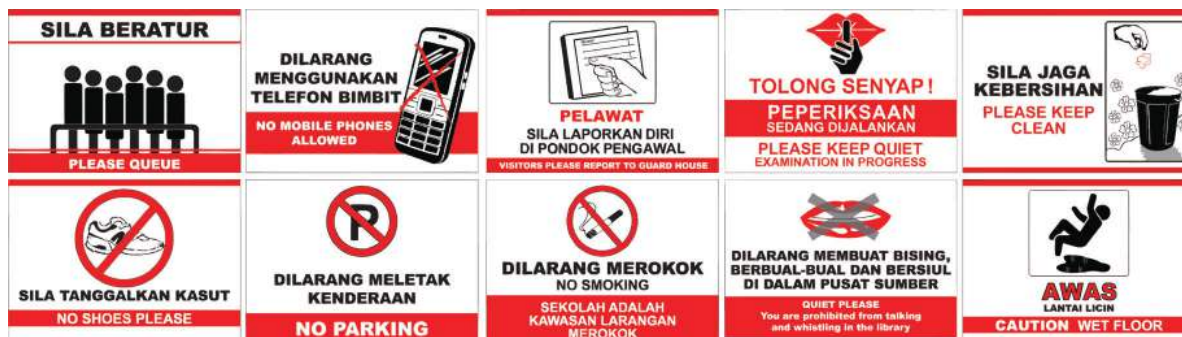 SILA BERATUR
PLEASE QUEUE
DILARANG
MENGGUNAKAN
TELEFON BIMBIT
NO MOBILE PHONES
ALLOWED
PELAWAT
SILA LAPORKAN DIRI
DI PONDOK PENGAWAL
VISITORS PLEASE REPORT TO GUARD HOUSE
TOLONG SENYAP !
PEPERIKSAAN
SEDANG DIJALANKAN
PLEASE KEEP QUIET
EXAMINATION IN PROGRESS
SILA JAGA
KEBERSIHAN
PLEASE KEEP
CLEAN
SILA TANGGALKAN KASUT
NO SHOES PLEASE
P
DILARANG MELETAK
KENDERAAN
NO PARKING
DILARANG MEROKOK
NO SMOKING
SEKOLAH ADALAH
KAWASAN LARANGAN
MEROKOK
DILARANG MEMBUAT BISING,
BERBUAL-BUAL DAN BERSIUL
DI DALAM PUSAT SUMBER
QUIET PLEASE
You are prohibited from talking
and whistling in the library
AWAS
LANTAI LICIN
CAUTION WET FLOOR